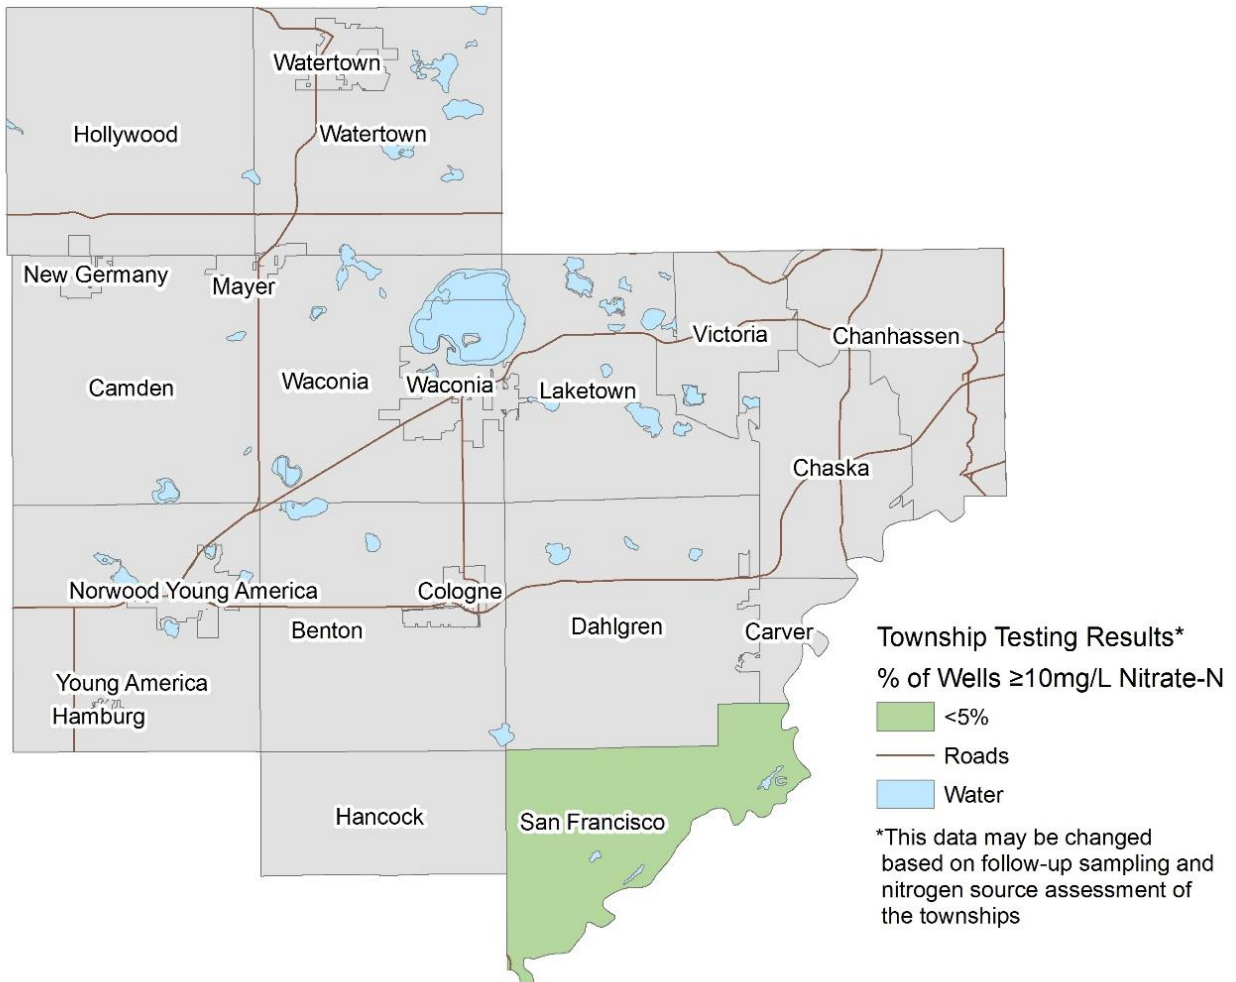 Watertown
Hollywood
Watertown
New Germany
Mayer
Victoria
Chanhassen
Camden
Waconia
Waconia
Laketown
Chaska
Norwood Young America
Cologne
Benton
Dahlgren
Carver
Young America
Hamburg
Hancock
San Francisco
Township Testing Results*
% of Wells ≥10mg/L Nitrate-N
<5%
Roads
Water
*This data may be changed
based on follow-up sampling and
nitrogen source assessment of
the townships